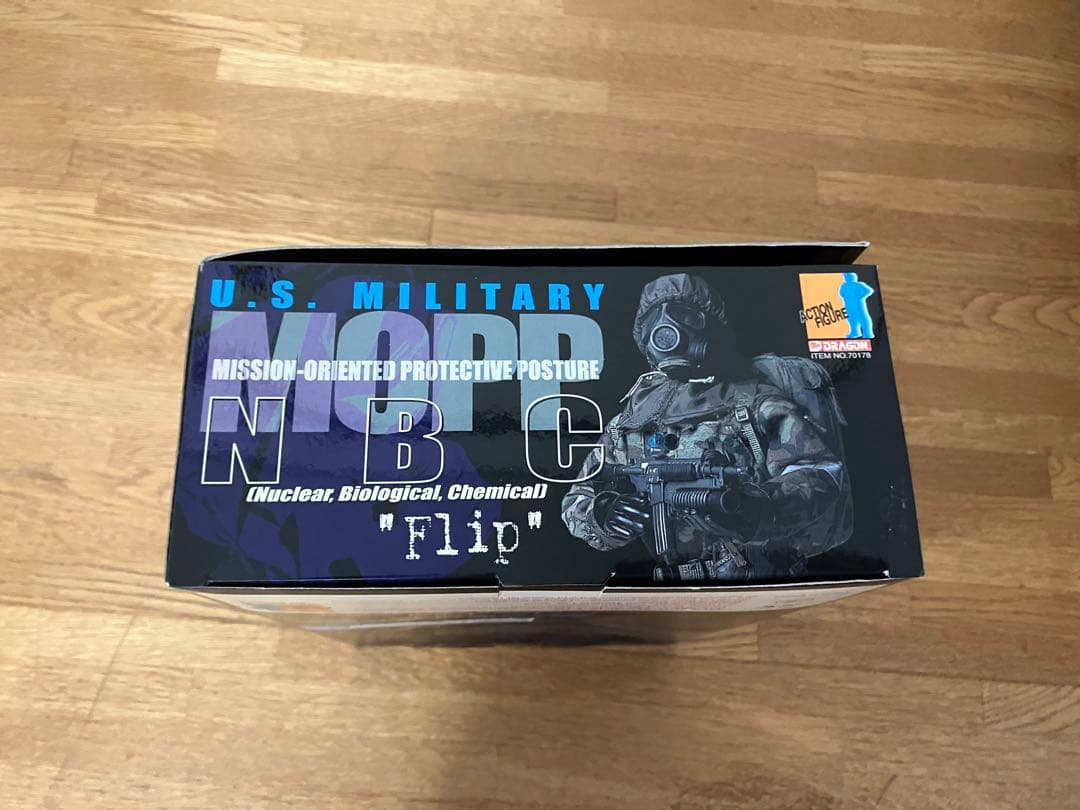 U.S. MILITARY
MOPP
MISSION-ORIENTED PROTECTIVE POSTURE
N B C
(Nuclear, Biological, Chemical)
"Flip"
ACTION FIGURE
DRAGON
ITEM NO.70178